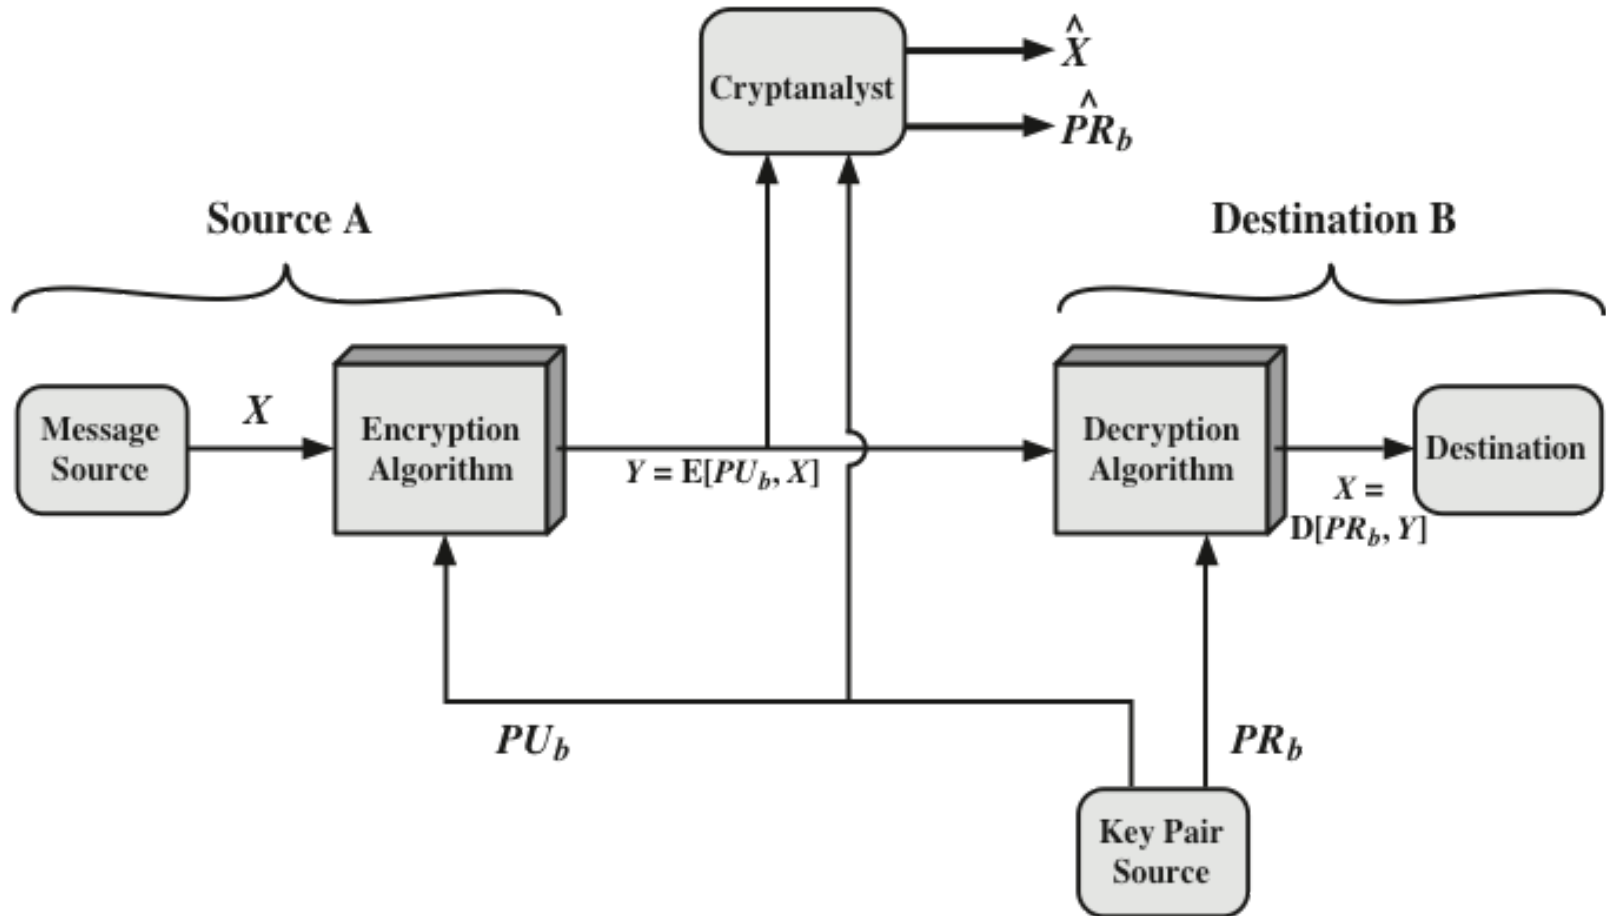 Cryptanalyst
X̂
P̂R_b
Source A
Destination B
Message
Source
X
Encryption
Algorithm
Y = E[PU_b, X]
Decryption
Algorithm
X =
D[PR_b, Y]
Destination
PU_b
PR_b
Key Pair
Source